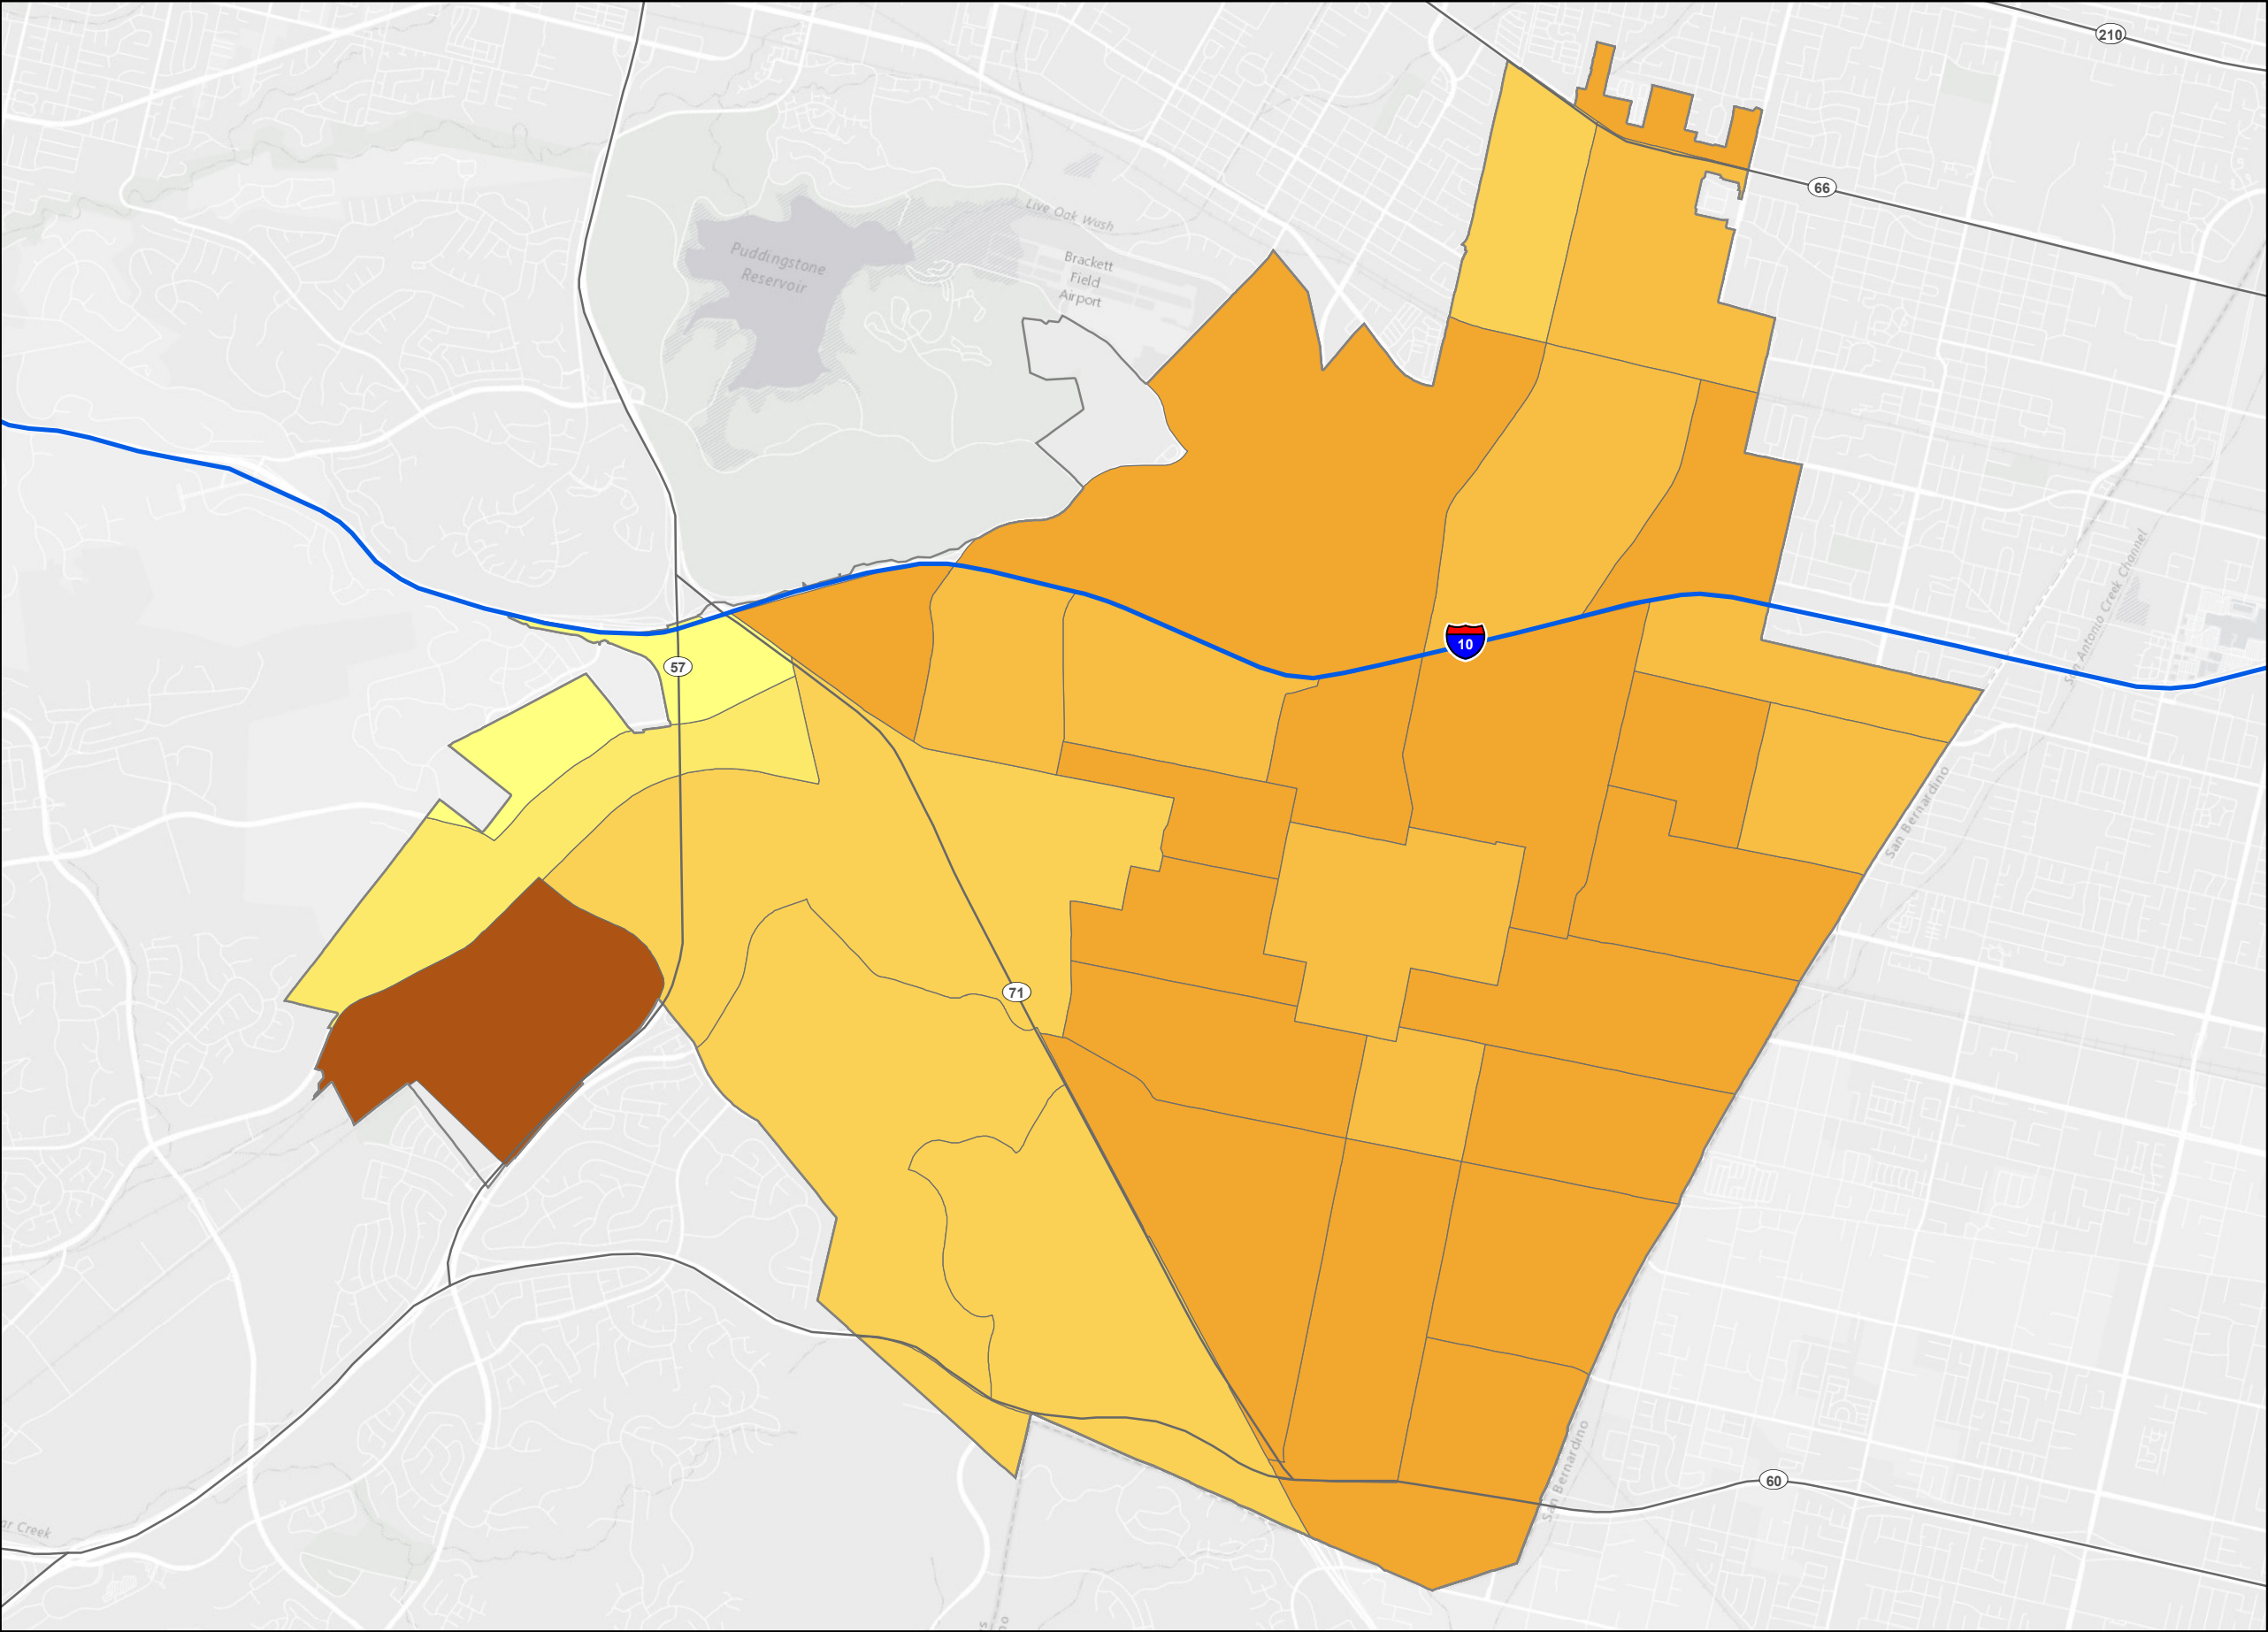 210
66
Live Oak Wash
Puddingstone
Reservoir
Brackett
Field
Airport
10
57
San Antonio Creek Channel
San Bernardino
71
San Bernardino
60
ar Creek